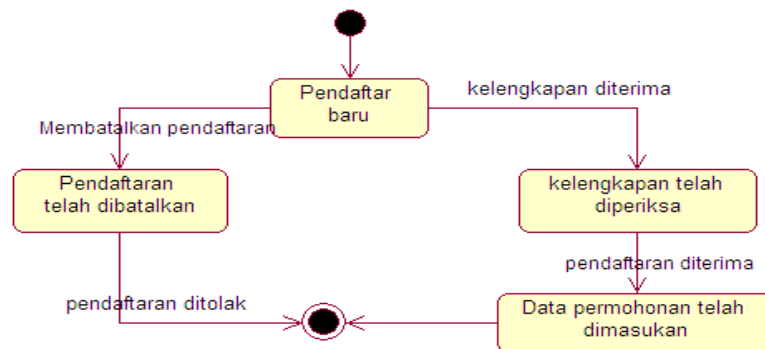 Pendaftar
baru
kelengkapan diterima
Membatalkan pendaftaran
Pendaftaran
telah dibatalkan
kelengkapan telah
diperiksa
pendaftaran diterima
pendaftaran ditolak
Data permohonan telah
dimasukan